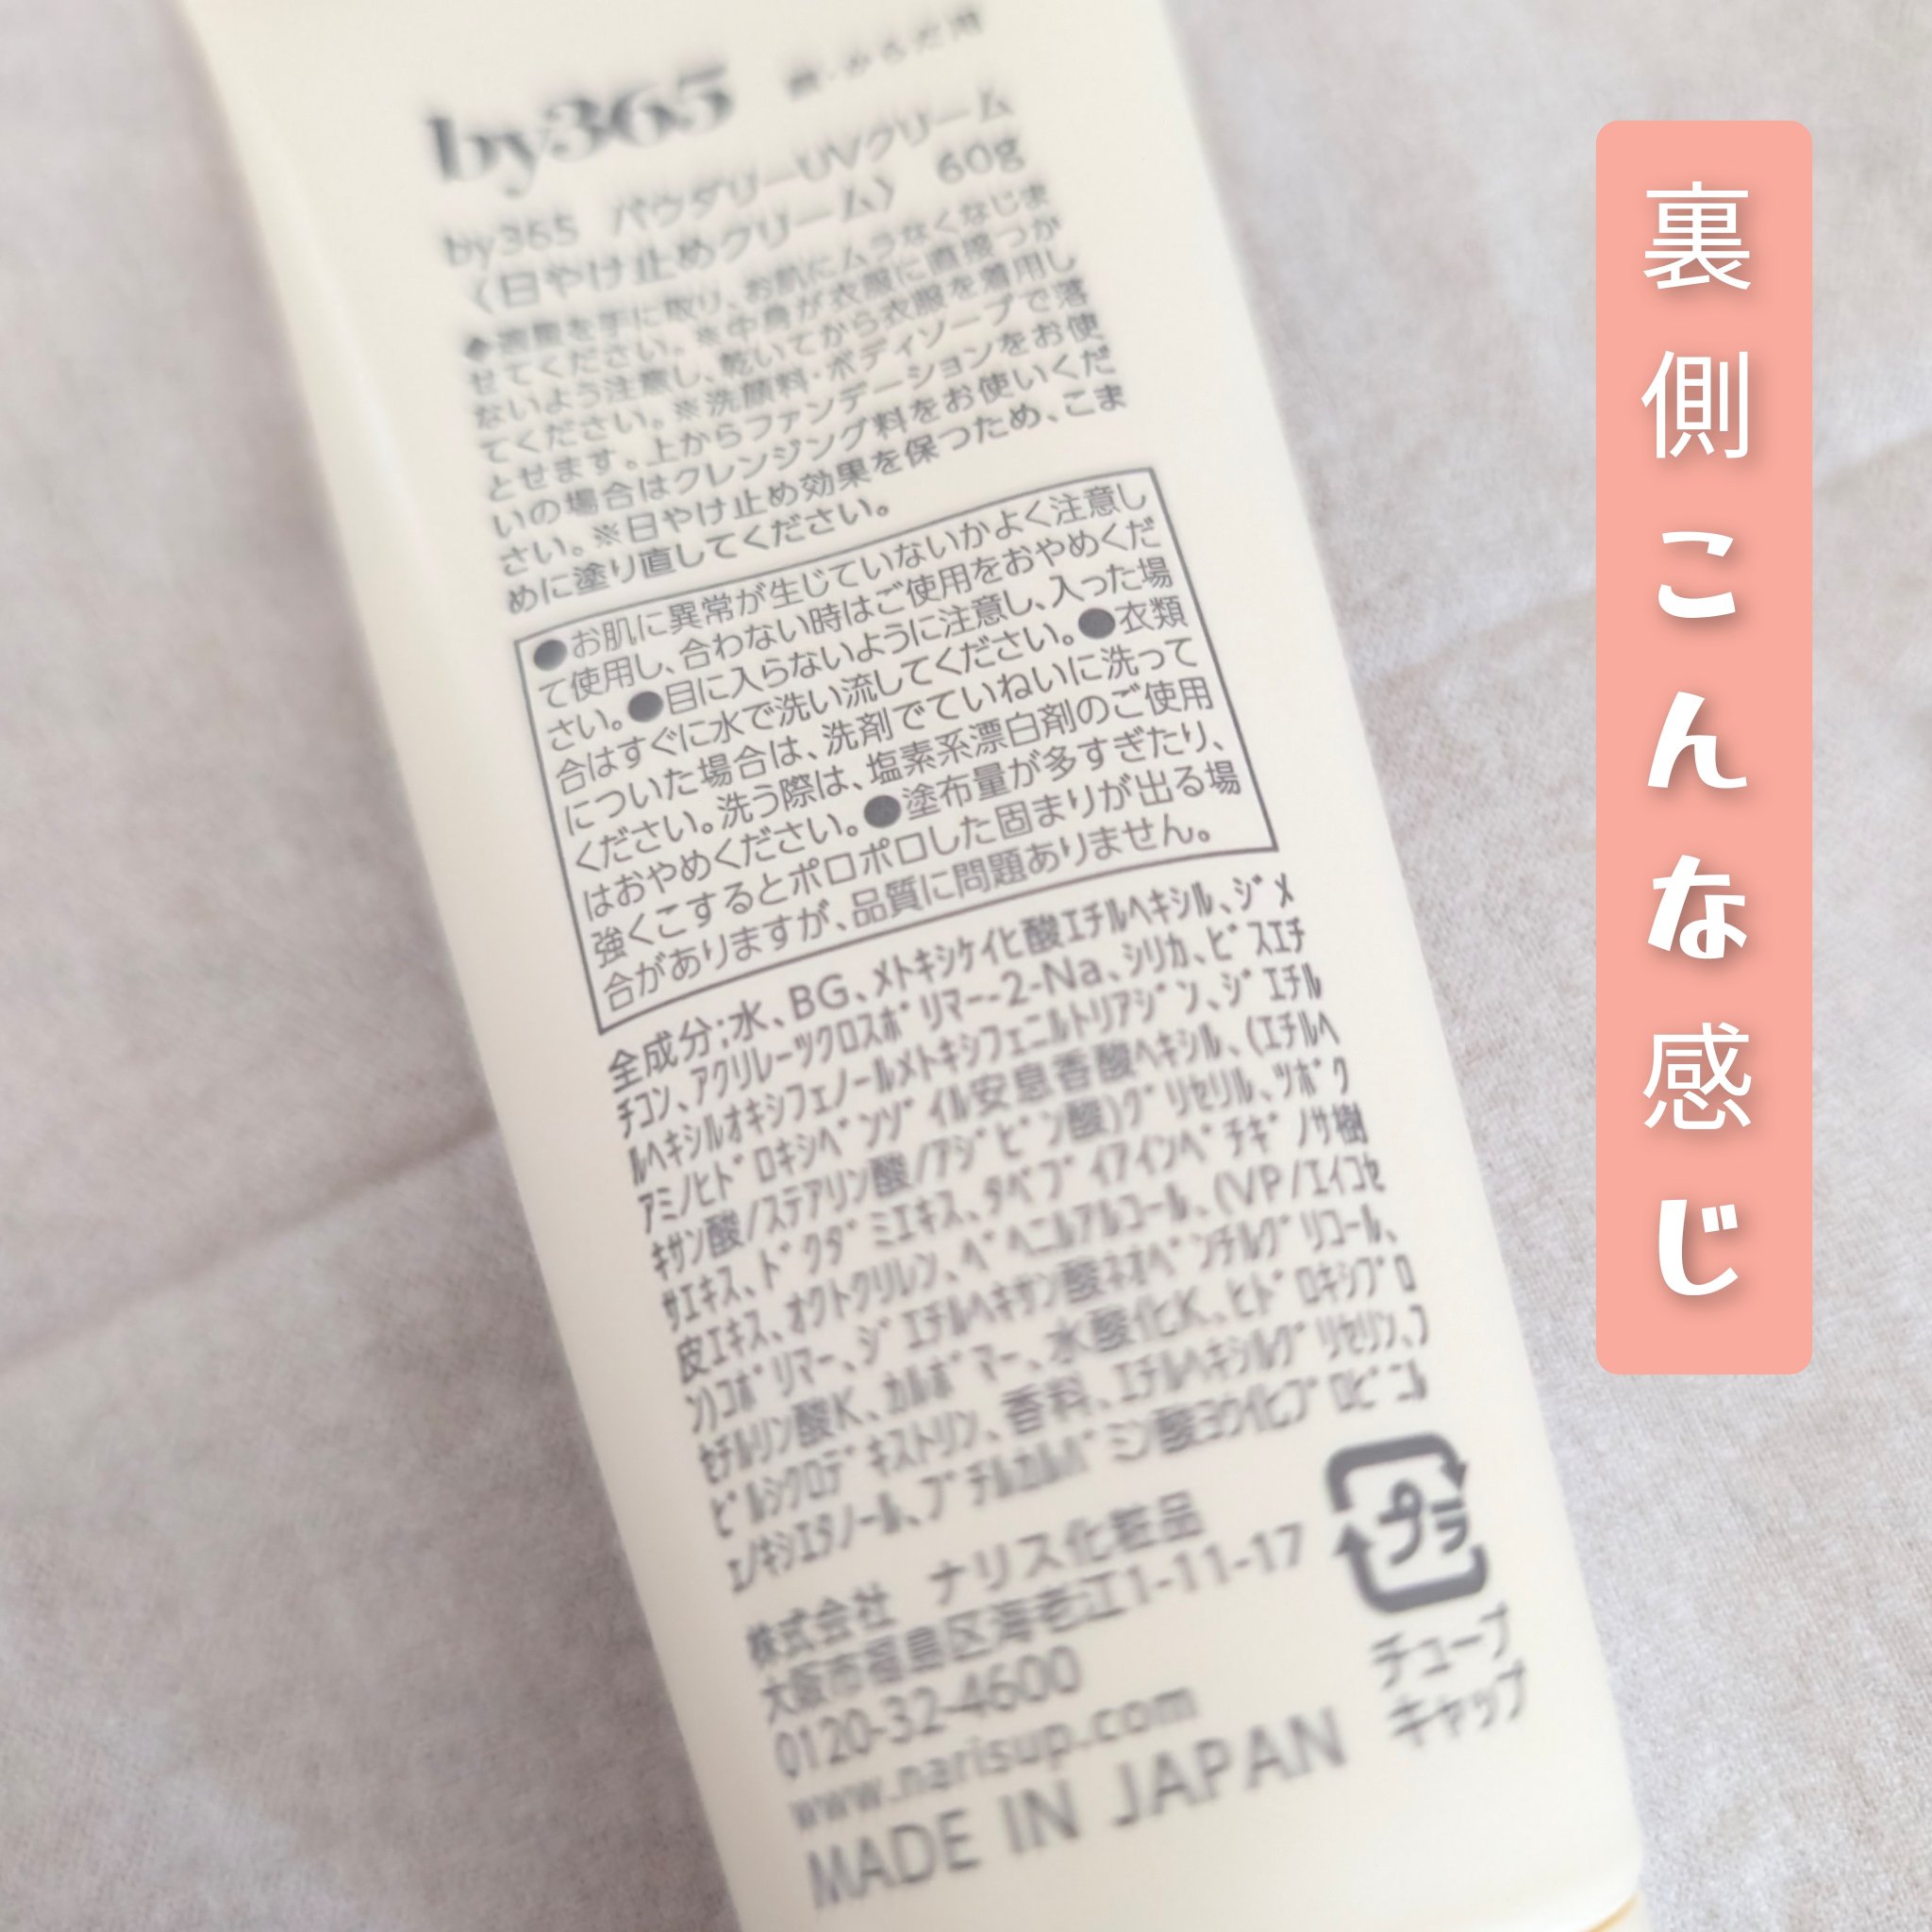 by365 顔・からだ用
by365 パウダリーUVクリーム
〈日やけ止めクリーム〉 60g
◆適量を手に取り、お肌にムラなくなじま
せてください。※中身が衣服に直接つか
ないよう注意し、乾いてから衣服を着用し
てください。※洗顔料・ボディソープで落
とせます。上からファンデーションをお使
いの場合はクレンジング料をお使いくだ
さい。※日やけ止め効果を保つため、こま
めに塗り直してください。
●お肌に異常が生じていないかよく注意し
て使用し、合わない時はご使用をおやめくだ
さい。●目に入らないように注意し、入った場
合はすぐに水で洗い流してください。●衣類
についた場合は、洗剤でていねいに洗って
ください。洗う際は、塩素系漂白剤のご使用
はおやめください。●塗布量が多すぎたり、
強くこするとポロポロした固まりが出る場
合がありますが、品質に問題ありません。
全成分;水、BG、メトキシケイヒ酸エチルヘキシル、ジメ
チコン、アクリレーツクロスポリマー-2-Na、シリカ、ビスエチ
ルヘキシルオキシフェノールメトキシフェニルトリアジン、ジエチル
アミノヒドロキシベンゾイル安息香酸ヘキシル、(エチルヘ
キサン酸/ステアリン酸/アジピン酸)グリセリル、ツボク
サエキス、ドクダミエキス、タベブイアインペチギノサ樹
皮エキス、オクトクリレン、ベヘニルアルコール、(VP/エイコセ
ン)コポリマー、ジエチルヘキサン酸ネオペンチルグリコール、
セチルリン酸K、カルボマー、水酸化K、ヒドロキシプロ
ピルシクロデキストリン、香料、エチルヘキシルグリセリン、フ
ェノキシエタノール、ブチルカルバミン酸ヨウ化プロピニル
株式会社 ナリス化粧品
大阪市福島区海老江1-11-17
0120-32-4600
www.narisup.com
MADE IN JAPAN
プラ
チューブ
キャップ
裏側こんな感じ